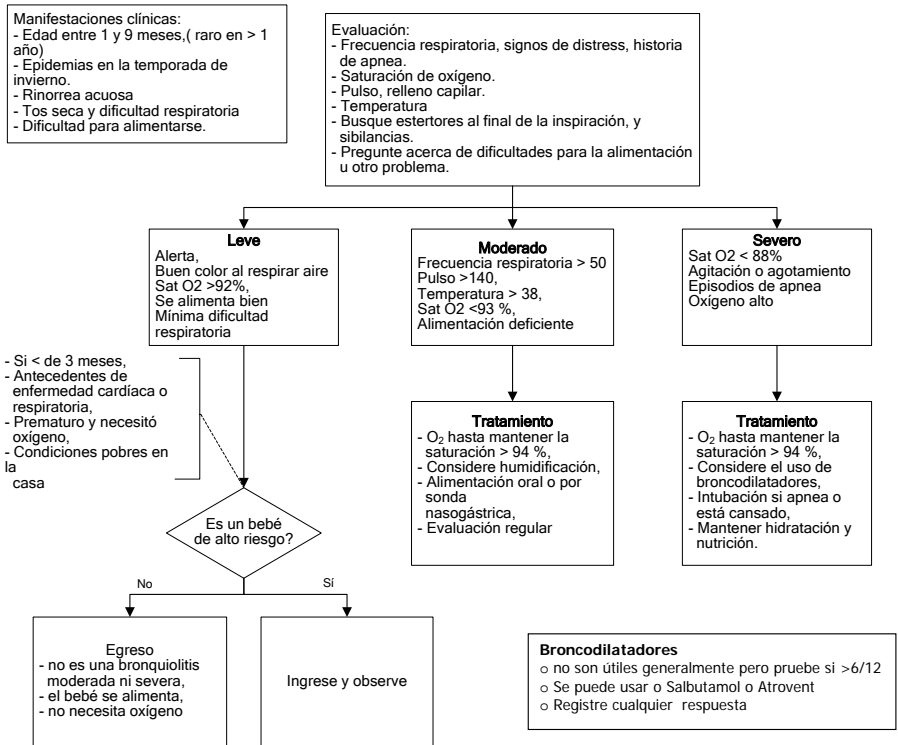 Manifestaciones clínicas:
- Edad entre 1 y 9 meses,( raro en > 1
año)
- Epidemias en la temporada de
invierno.
- Rinorrea acuosa
- Tos seca y dificultad respiratoria
- Dificultad para alimentarse.
Evaluación:
- Frecuencia respiratoria, signos de distress, historia
de apnea.
- Saturación de oxígeno.
- Pulso, relleno capilar.
- Temperatura
- Busque estertores al final de la inspiración, y
sibilancias.
- Pregunte acerca de dificultades para la alimentación
u otro problema.
Leve
Alerta,
Buen color al respirar aire
Sat O2 >92%,
Se alimenta bien
Mínima dificultad
respiratoria
Moderado
Frecuencia respiratoria > 50
Pulso >140,
Temperatura > 38,
Sat O2 <93 %,
Alimentación deficiente
Severo
Sat O2 < 88%
Agitación o agotamiento
Episodios de apnea
Oxígeno alto
- Si < de 3 meses,
- Antecedentes de
enfermedad cardíaca o
respiratoria,
- Prematuro y necesitó
oxígeno,
- Condiciones pobres en
la
casa
Tratamiento
- O₂ hasta mantener la
saturación > 94 %,
- Considere humidificación,
- Alimentación oral o por
sonda
nasogástrica,
- Evaluación regular
Tratamiento
- O₂ hasta mantener la
saturación > 94 %,
- Considere el uso de
broncodilatadores,
- Intubación si apnea o
está cansado,
- Mantener hidratación y
nutrición.
Es un bebé
de alto riesgo?
No
Sí
Egreso
- no es una bronquiolitis
moderada ni severa,
- el bebé se alimenta,
- no necesita oxígeno
Ingrese y observe
Broncodilatadores
o no son útiles generalmente pero pruebe si >6/12
o Se puede usar o Salbutamol o Atrovent
o Registre cualquier respuesta